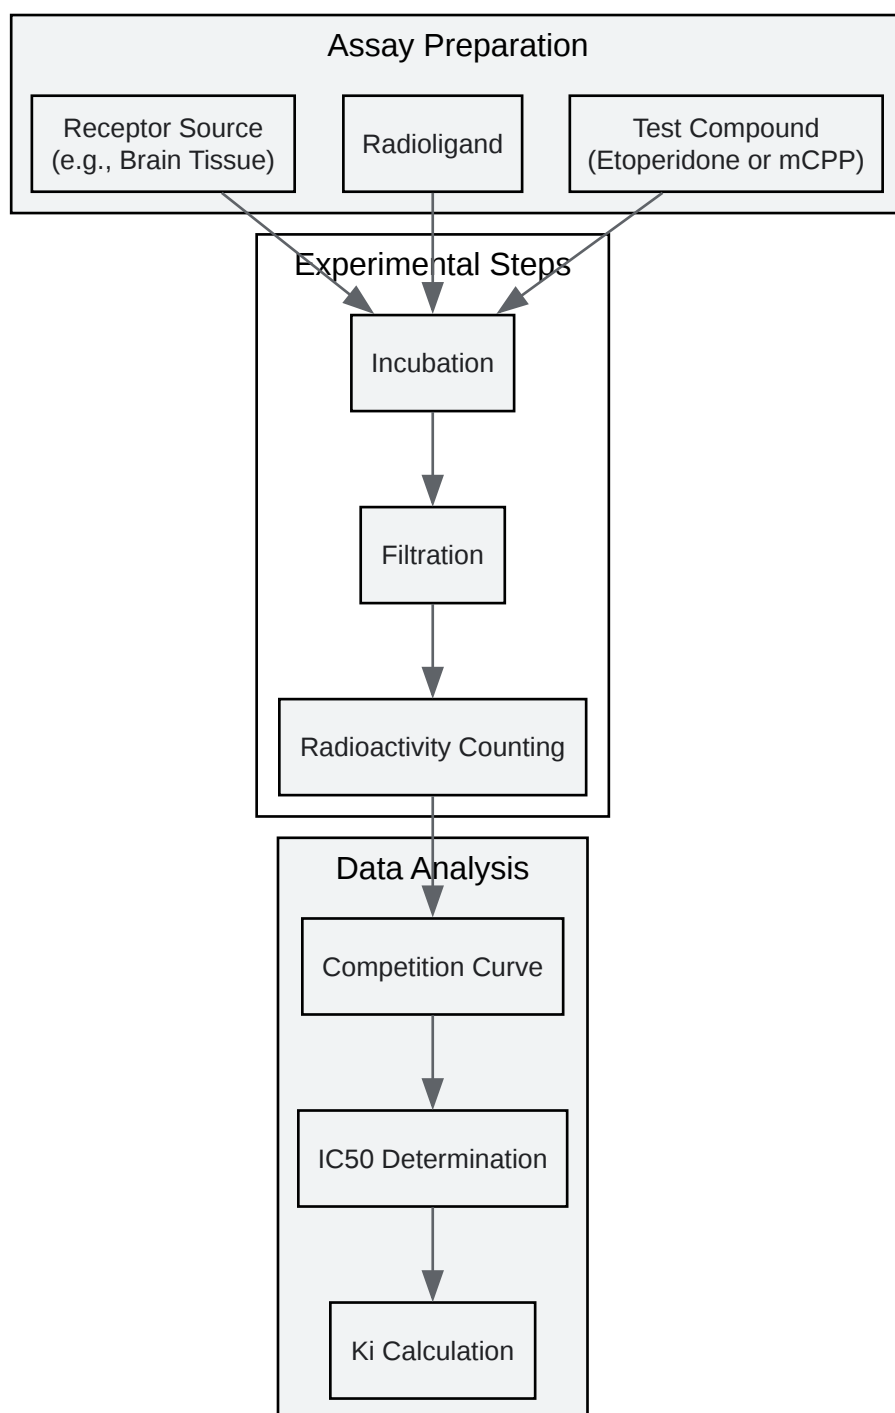 Assay Preparation
Receptor Source
(e.g., Brain Tissue)
Radioligand
Test Compound
(Etoperidone or mCPP)
Experimental Steps
Incubation
Filtration
Radioactivity Counting
Data Analysis
Competition Curve
IC50 Determination
Ki Calculation